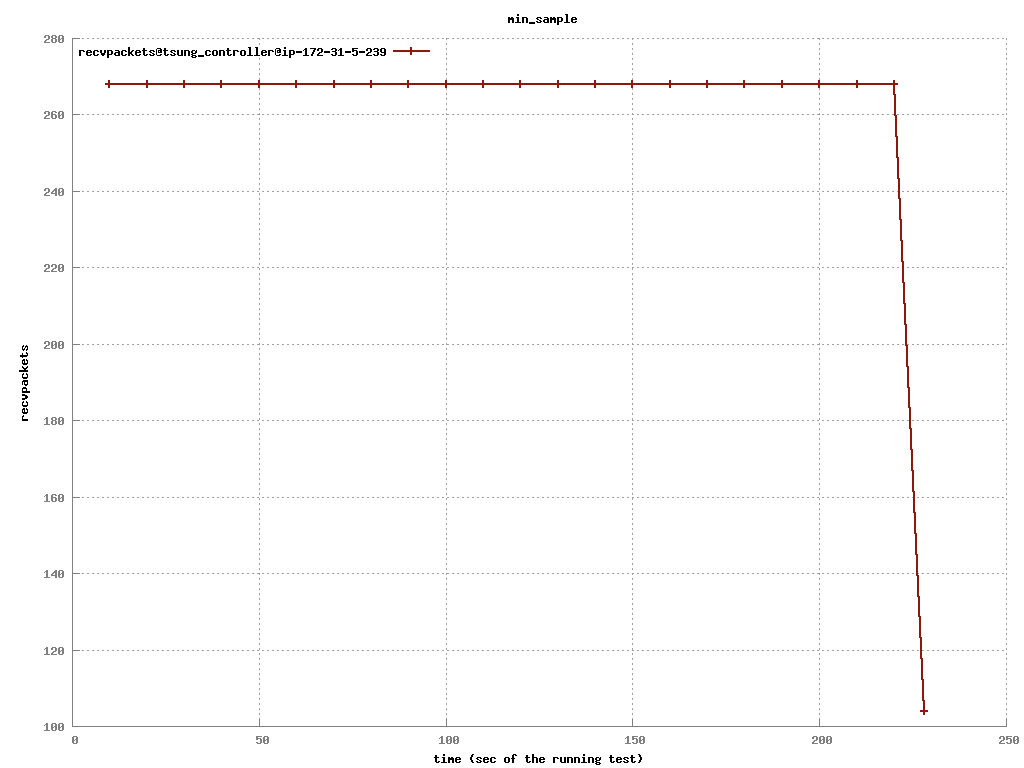 min_sample
recvpackets@tsung_controller@ip-172-31-5-239
280
260
240
220
200
180
160
140
120
100
recvpackets
0 50 100 150 200 250
time (sec of the running test)